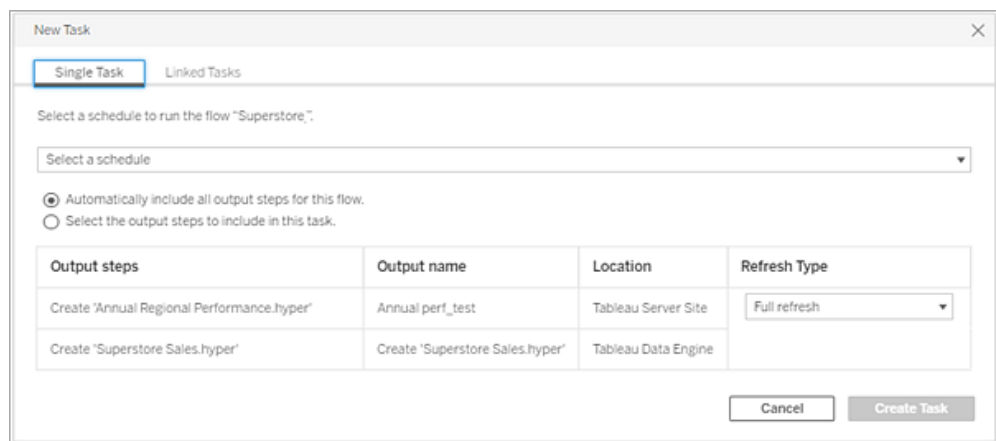 New Task
Single Task Linked Tasks
Select a schedule to run the flow "Superstore,".
Select a schedule
Automatically include all output steps for this flow.
Select the output steps to include in this task.
Output steps Output name Location Refresh Type
Create 'Annual Regional Performance.hyper' Annual perf_test Tableau Server Site Full refresh
Create 'Superstore Sales.hyper' Create 'Superstore Sales.hyper' Tableau Data Engine
Cancel Create Task